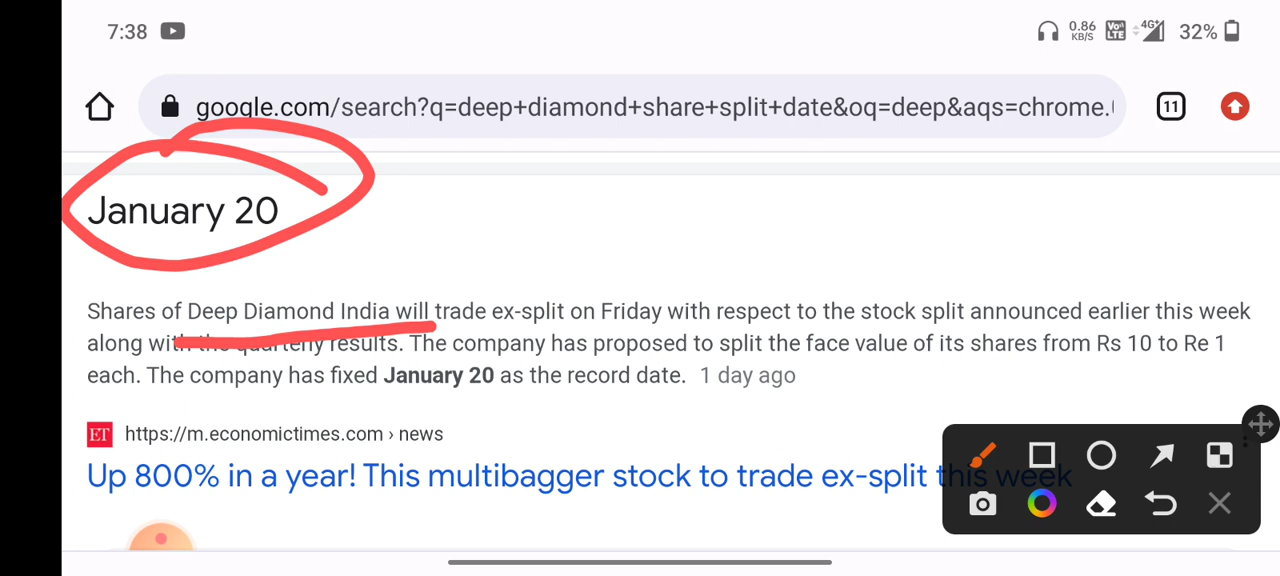 7:38
0.86 KB/S
Vo LTE
4G+
32%
google.com/search?q=deep+diamond+share+split+date&oq=deep&aqs=chrome.
11
January 20
Shares of Deep Diamond India will trade ex-split on Friday with respect to the stock split announced earlier this week
along with the quarterly results. The company has proposed to split the face value of its shares from Rs 10 to Re 1
each. The company has fixed January 20 as the record date. 1 day ago
ET
https://m.economictimes.com › news
Up 800% in a year! This multibagger stock to trade ex-split this week